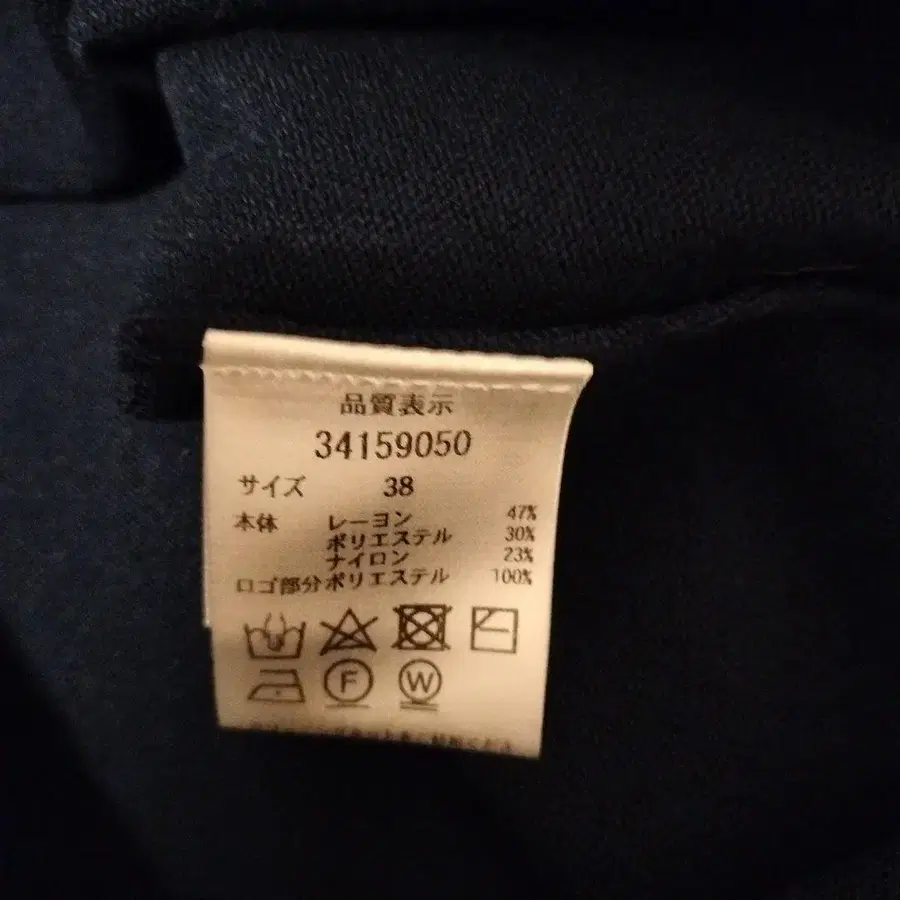 品質表示
34159050
サイズ 38
本体 レーヨン 47%
ポリエステル 30%
ナイロン 23%
ロゴ部分 ポリエステル 100%
F W